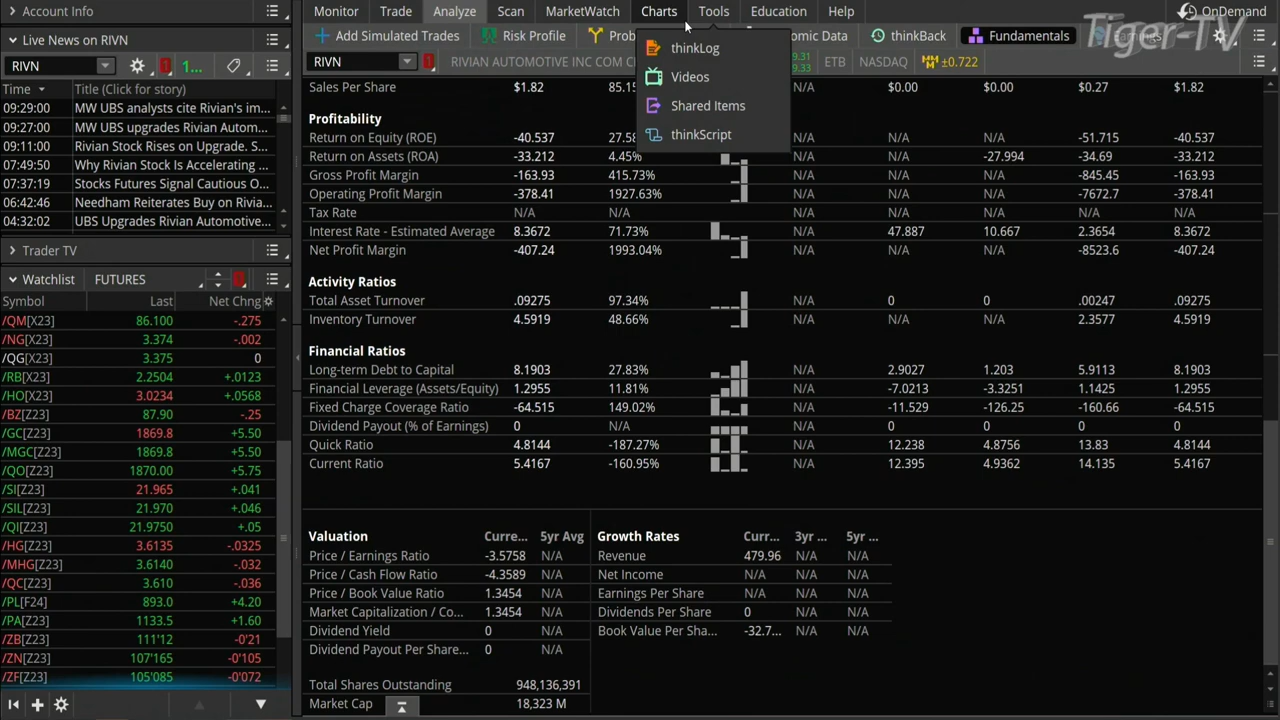 Account Info
Live News on RIVN
RIVN
1
1...
Time
Title (Click for story)
09:29:00 MW UBS analysts cite Rivian's im...
09:27:00 MW UBS upgrades Rivian Autom...
09:11:00 Rivian Stock Rises on Upgrade. S...
07:49:50 Why Rivian Stock Is Accelerating ...
07:37:19 Stocks Futures Signal Cautious O...
06:42:46 Needham Reiterates Buy on Rivia...
04:32:02 UBS Upgrades Rivian Automotive...
Trader TV
Watchlist FUTURES
Symbol Last Net Chng
/QM[X23] 86.100 -.275
/NG[X23] 3.374 -.002
/QG[X23] 3.375 0
/RB[X23] 2.2504 +.0123
/HO[X23] 3.0234 +.0568
/BZ[Z23] 87.90 -.25
/GC[Z23] 1869.8 +5.50
/MGC[Z23] 1869.8 +5.50
/QO[Z23] 1870.00 +5.75
/SI[Z23] 21.965 +.041
/SIL[Z23] 21.970 +.046
/QI[Z23] 21.9750 +.05
/HG[Z23] 3.6135 -.0325
/MHG[Z23] 3.6140 -.032
/QC[Z23] 3.610 -.036
/PL[F24] 893.0 +4.20
/PA[Z23] 1133.5 +1.60
/ZB[Z23] 111'12 -0'21
/ZN[Z23] 107'165 -0'105
/ZF[Z23] 105'085 -0'072
Monitor Trade Analyze Scan MarketWatch Charts Tools Education Help
OnDemand
Tiger-TV
Add Simulated Trades Risk Profile Prob omic Data thinkBack Fundamentals Earnings
thinkLog
Videos
Shared Items
thinkScript
RIVN 1 RIVIAN AUTOMOTIVE INC COM C 9.31 ETB NASDAQ ±0.722
9.33
Sales Per Share $1.82 85.15 N/A $0.00 $0.00 $0.27 $1.82
Profitability
Return on Equity (ROE) -40.537 27.58 N/A N/A N/A -51.715 -40.537
Return on Assets (ROA) -33.212 4.45% N/A N/A -27.994 -34.69 -33.212
Gross Profit Margin -163.93 415.73% N/A N/A N/A -845.45 -163.93
Operating Profit Margin -378.41 1927.63% N/A N/A N/A -7672.7 -378.41
Tax Rate N/A N/A N/A N/A N/A N/A N/A
Interest Rate - Estimated Average 8.3672 71.73% N/A 47.887 10.667 2.3654 8.3672
Net Profit Margin -407.24 1993.04% N/A N/A N/A -8523.6 -407.24
Activity Ratios
Total Asset Turnover .09275 97.34% N/A 0 0 .00247 .09275
Inventory Turnover 4.5919 48.66% N/A N/A N/A 2.3577 4.5919
Financial Ratios
Long-term Debt to Capital 8.1903 27.83% N/A 2.9027 1.203 5.9113 8.1903
Financial Leverage (Assets/Equity) 1.2955 11.81% N/A -7.0213 -3.3251 1.1425 1.2955
Fixed Charge Coverage Ratio -64.515 149.02% N/A -11.529 -126.25 -160.66 -64.515
Dividend Payout (% of Earnings) 0 N/A N/A 0 0 0 0
Quick Ratio 4.8144 -187.27% N/A 12.238 4.8756 13.83 4.8144
Current Ratio 5.4167 -160.95% N/A 12.395 4.9362 14.135 5.4167
Valuation Curre... 5yr Avg
Price / Earnings Ratio -3.5758 N/A
Price / Cash Flow Ratio -4.3589 N/A
Price / Book Value Ratio 1.3454 N/A
Market Capitalization / Co... 1.3454 N/A
Dividend Yield 0 N/A
Dividend Payout Per Share... 0 N/A
Total Shares Outstanding 948,136,391
Market Cap 18,323 M
Growth Rates Curr... 3yr ... 5yr ...
Revenue 479.96 N/A N/A
Net Income N/A N/A N/A
Earnings Per Share N/A N/A N/A
Dividends Per Share 0 N/A N/A
Book Value Per Sha... -32.7... N/A N/A